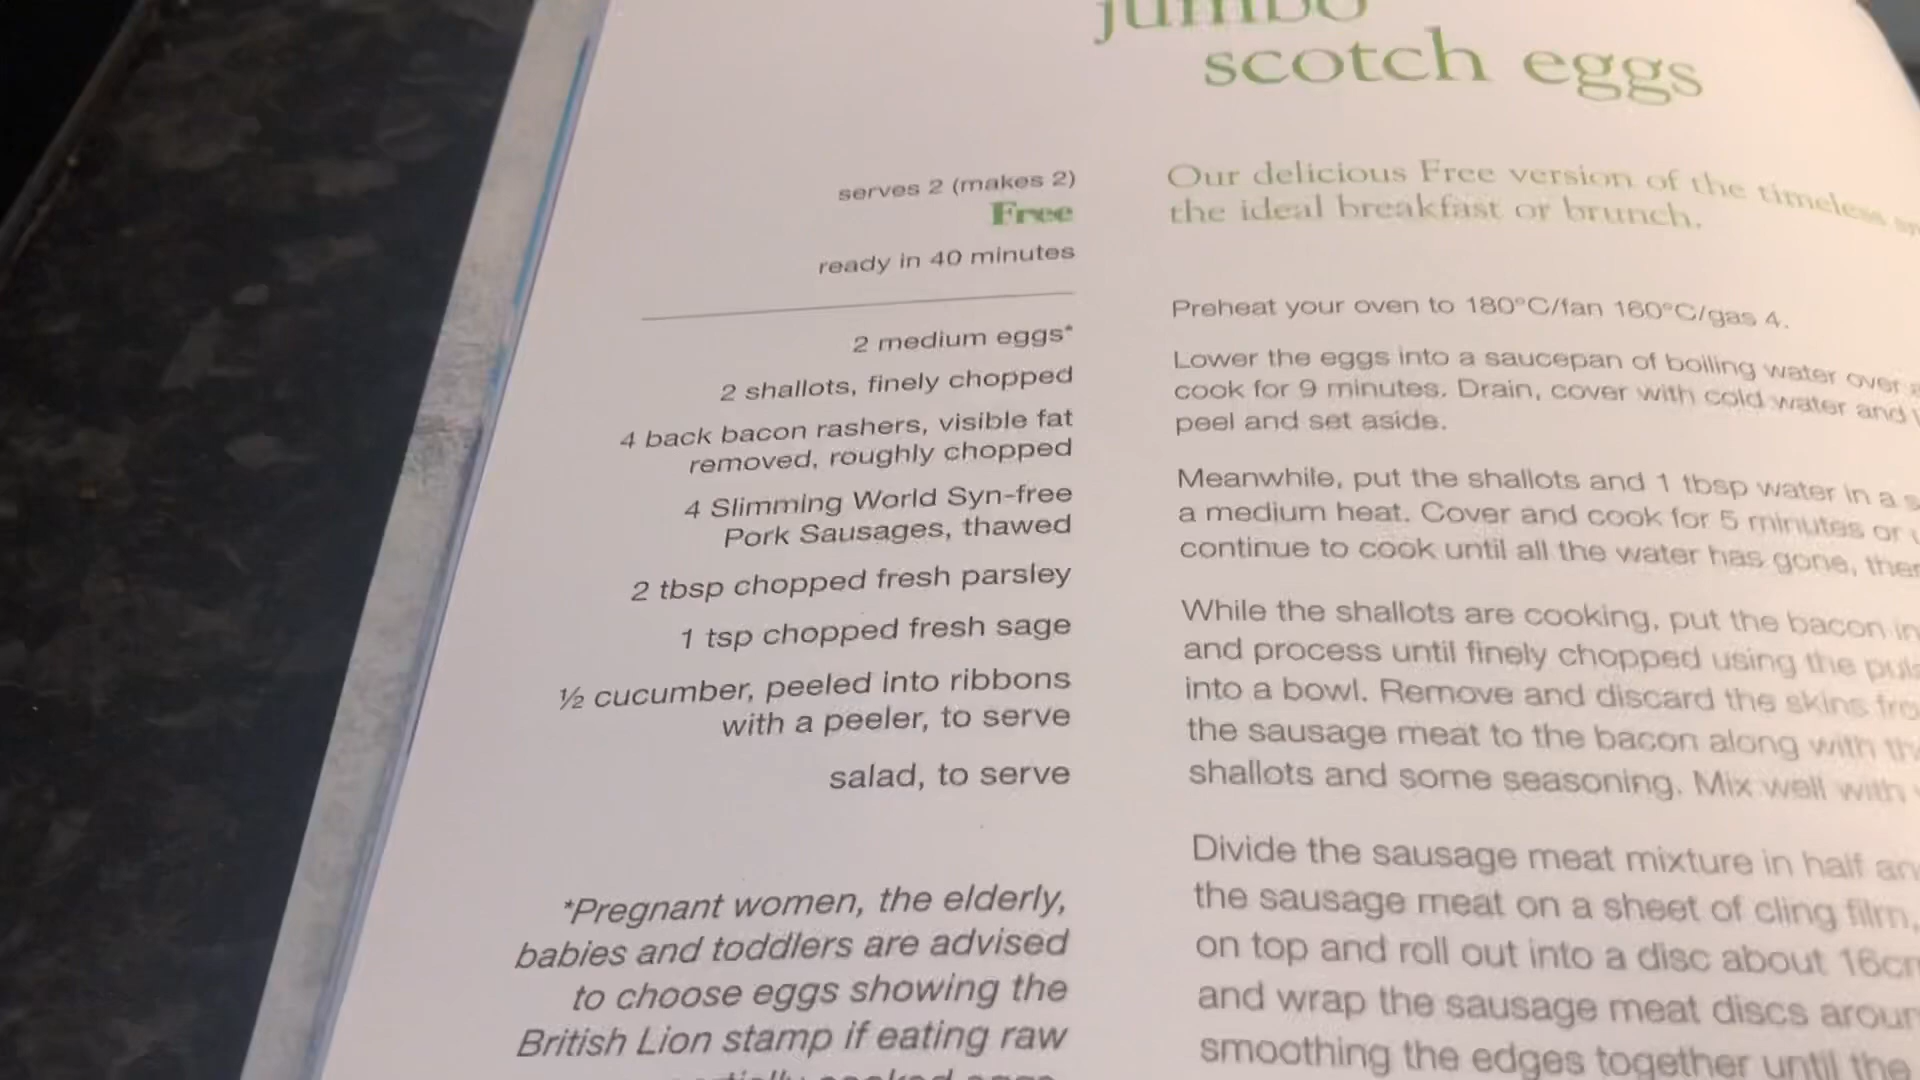 jumbo
scotch eggs
serves 2 (makes 2)
Free
ready in 40 minutes
2 medium eggs*
2 shallots, finely chopped
4 back bacon rashers, visible fat
removed, roughly chopped
4 Slimming World Syn-free
Pork Sausages, thawed
2 tbsp chopped fresh parsley
1 tsp chopped fresh sage
½ cucumber, peeled into ribbons
with a peeler, to serve
salad, to serve
*Pregnant women, the elderly,
babies and toddlers are advised
to choose eggs showing the
British Lion stamp if eating raw
Our delicious Free version of the timeless
the ideal breakfast or brunch.
Preheat your oven to 180°C/fan 160°C/gas 4.
Lower the eggs into a saucepan of boiling water over
cook for 9 minutes. Drain, cover with cold water and
peel and set aside.
Meanwhile, put the shallots and 1 tbsp water in a
a medium heat. Cover and cook for 5 minutes or
continue to cook until all the water has gone,
While the shallots are cooking, put the bacon in
and process until finely chopped using the
into a bowl. Remove and discard the skins
the sausage meat to the bacon along with
shallots and some seasoning. Mix well with
Divide the sausage meat mixture in half
the sausage meat on a sheet of cling film,
on top and roll out into a disc about
and wrap the sausage meat discs
smoothing the edges together until the